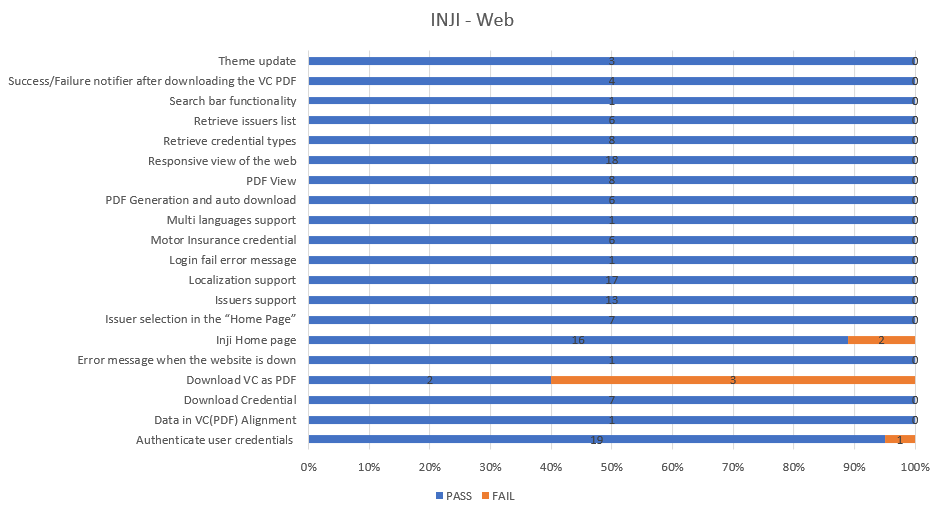 INJI - Web
Theme update 3 0
Success/Failure notifier after downloading the VC PDF 4 0
Search bar functionality 1 0
Retrieve issuers list 6 0
Retrieve credential types 8 0
Responsive view of the web 18 0
PDF View 8 0
PDF Generation and auto download 6 0
Multi languages support 1 0
Motor Insurance credential 6 0
Login fail error message 1 0
Localization support 17 0
Issuers support 13 0
Issuer selection in the “Home Page” 7 0
Inji Home page 16 2
Error message when the website is down 1 0
Download VC as PDF 2 3
Download Credential 7 0
Data in VC(PDF) Alignment 1 0
Authenticate user credentials 19 1
0% 10% 20% 30% 40% 50% 60% 70% 80% 90% 100%
PASS FAIL